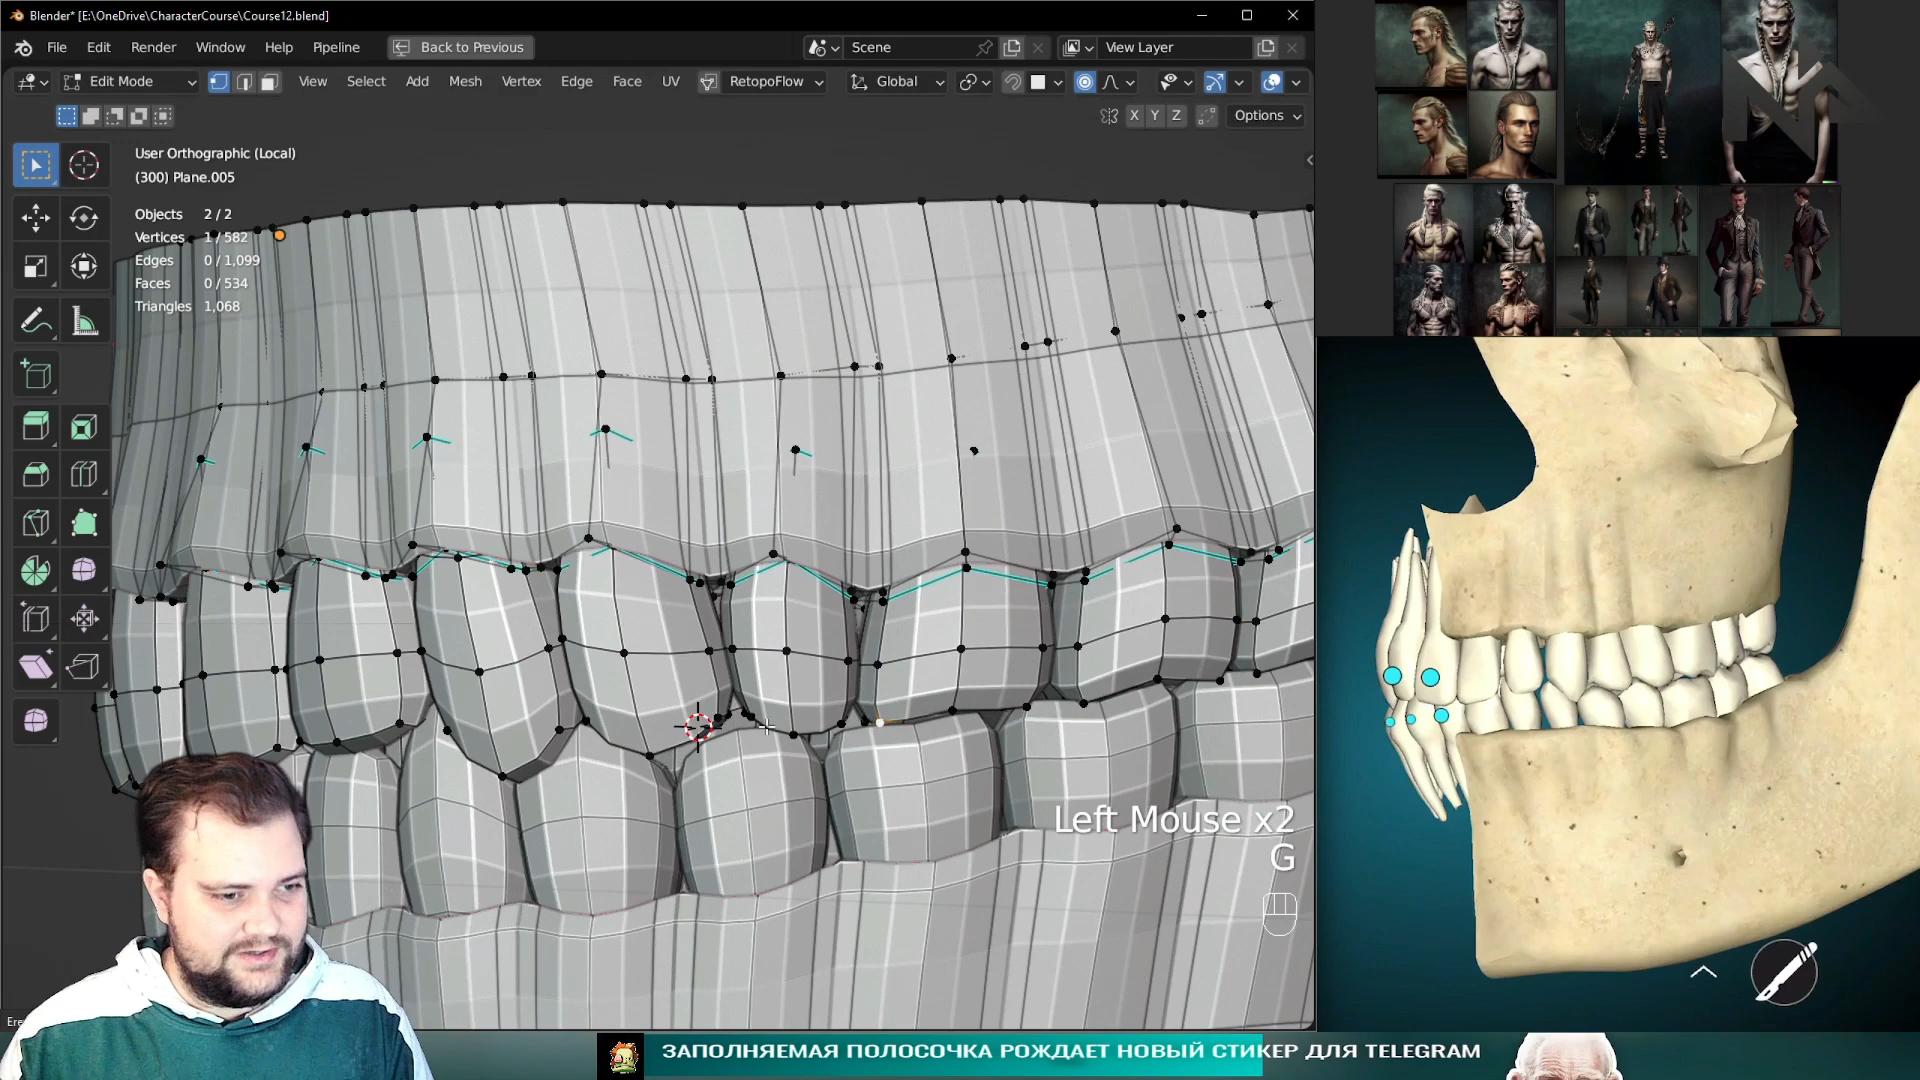 Blender* [E:\OneDrive\CharacterCourse\Course12.blend]
File Edit Render Window Help Pipeline Back to Previous Scene View Layer
Edit Mode View Select Add Mesh Vertex Edge Face UV RetopoFlow Global
X Y Z Options
User Orthographic (Local)
(300) Plane.005
Objects 2 / 2
Vertices 1 / 582
Edges 0 / 1,099
Faces 0 / 534
Triangles 1,068
Left Mouse x2
G
ЗАПОЛНЯЕМАЯ ПОЛОСОЧКА РОЖДАЕТ НОВЫЙ СТИКЕР ДЛЯ TELEGRAM